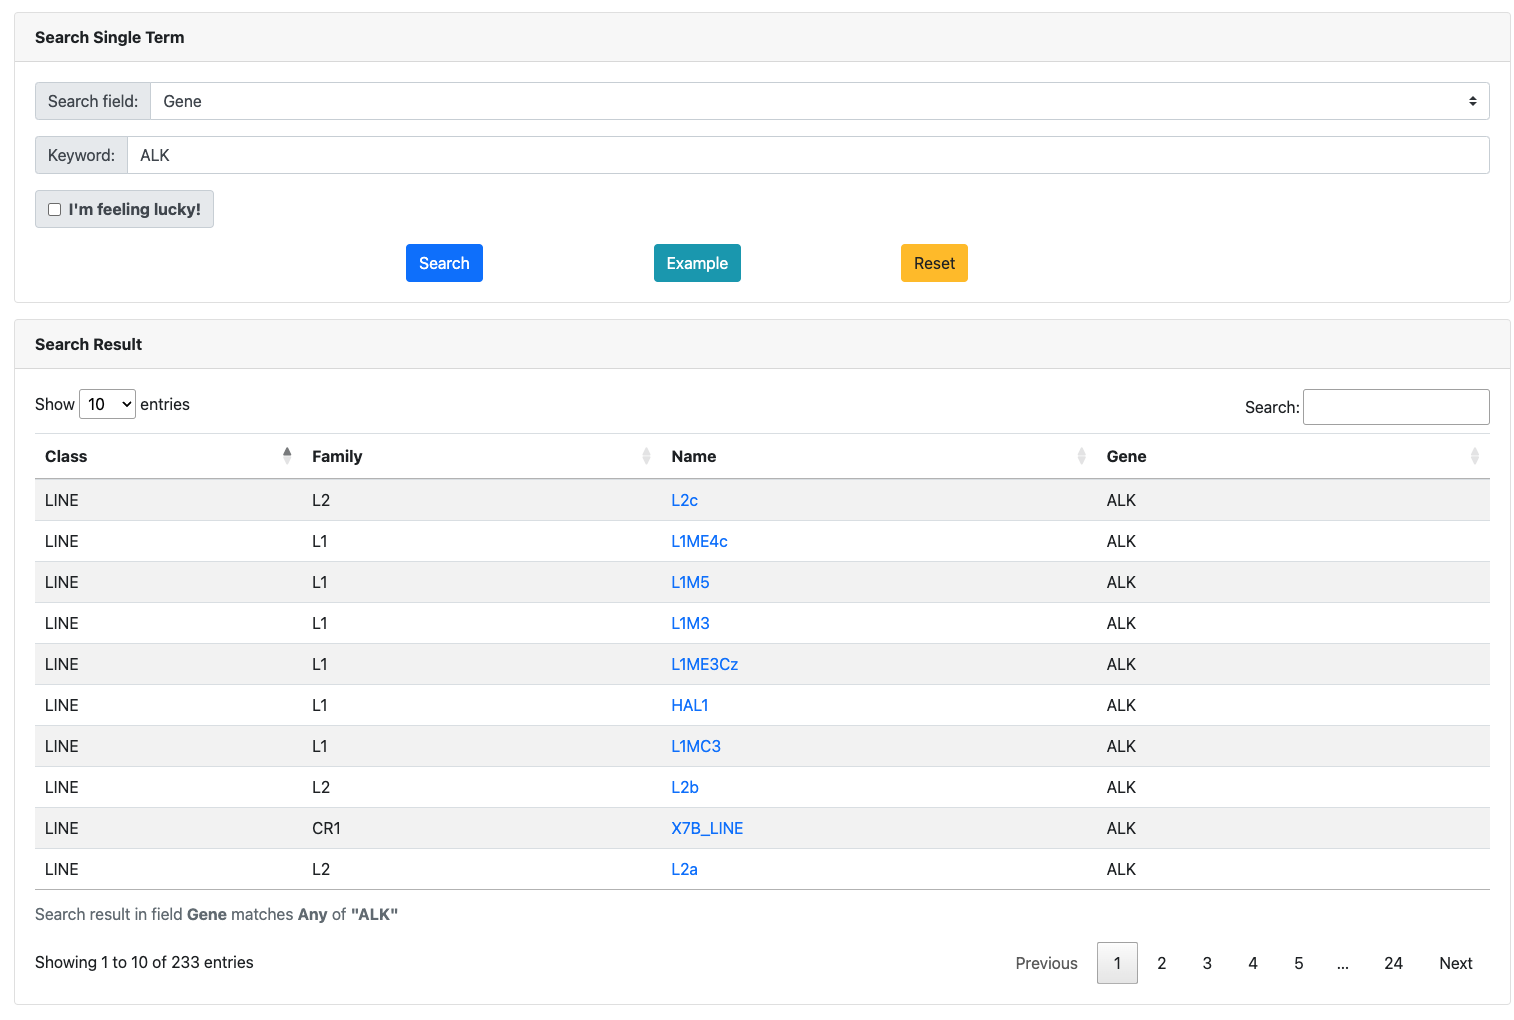 Search Single Term
Search field: Gene
Keyword: ALK
I'm feeling lucky!
Search Example Reset
Search Result
Show 10 entries Search:
Class Family Name Gene
LINE L2 L2c ALK
LINE L1 L1ME4c ALK
LINE L1 L1M5 ALK
LINE L1 L1M3 ALK
LINE L1 L1ME3Cz ALK
LINE L1 HAL1 ALK
LINE L1 L1MC3 ALK
LINE L2 L2b ALK
LINE CR1 X7B_LINE ALK
LINE L2 L2a ALK
Search result in field Gene matches Any of "ALK"
Showing 1 to 10 of 233 entries Previous 1 2 3 4 5 ... 24 Next